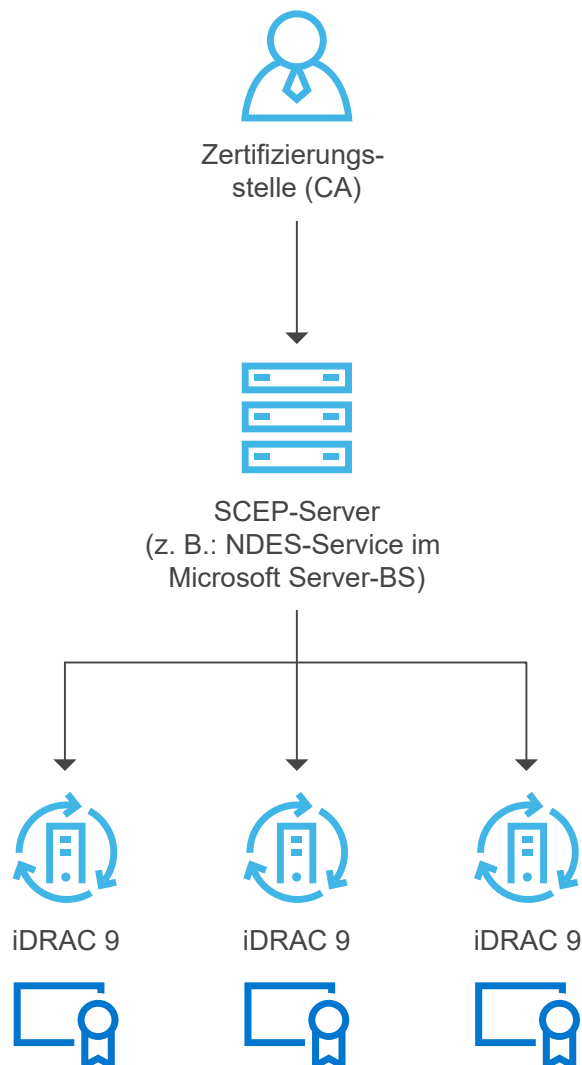 Zertifizierungs-
stelle (CA)
SCEP-Server
(z. B.: NDES-Service im
Microsoft Server-BS)
iDRAC 9
iDRAC 9
iDRAC 9